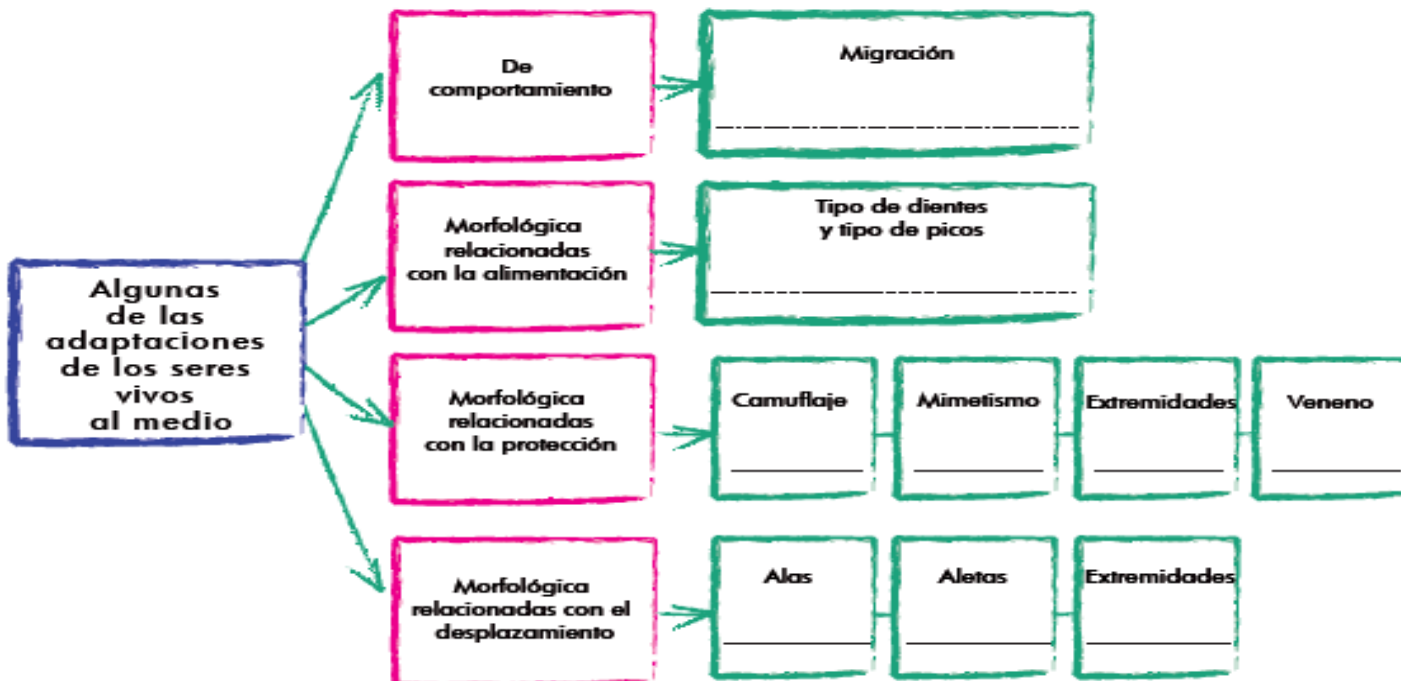 De
comportamiento
Migración
Morfológica
relacionadas
con la alimentación
Tipo de dientes
y tipo de picos
Algunas
de las
adaptaciones
de los seres
vivos
al medio
Morfológica
relacionadas
con la protección
Camuflaje
Mimetismo
Extremidades
Veneno
Morfológica
relacionadas con el
desplazamiento
Alas
Aletas
Extremidades